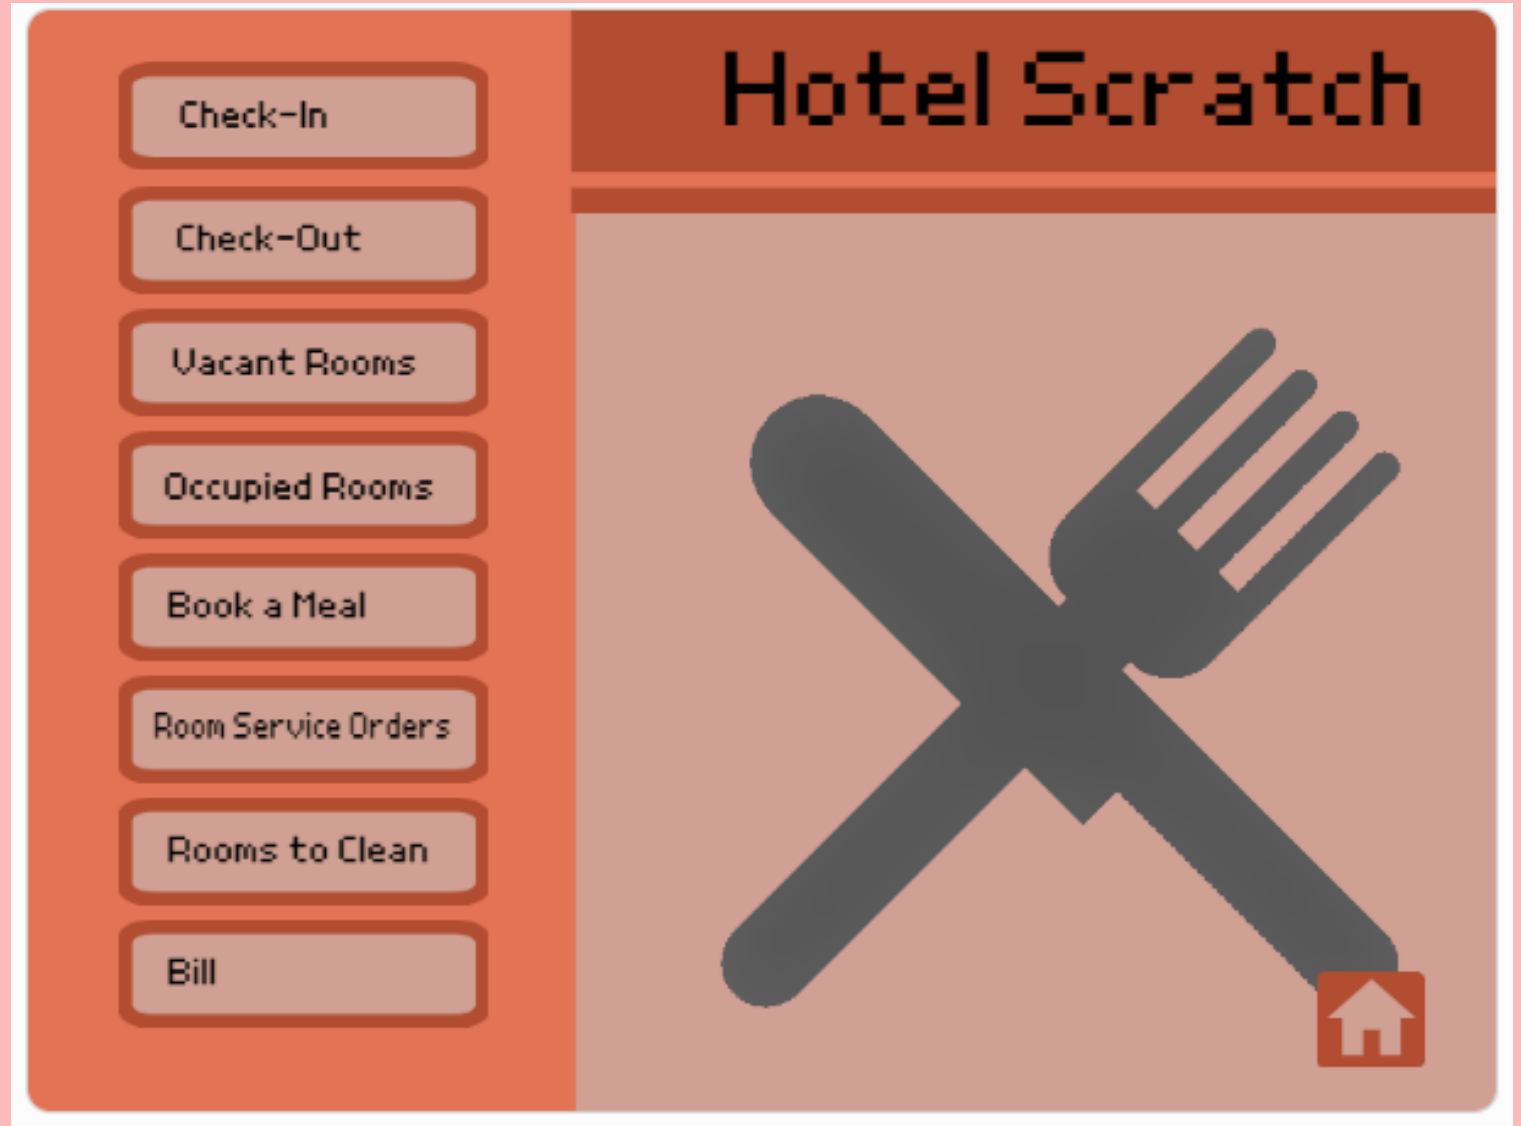 Hotel Scratch
Check-In
Check-Out
Vacant Rooms
Occupied Rooms
Book a Meal
Room Service Orders
Rooms to Clean
Bill